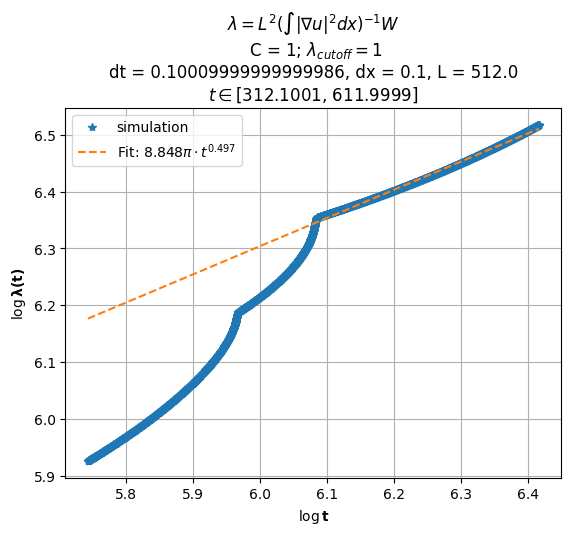 λ = L²(∫|∇u|²dx)⁻¹W
C = 1; λ_cutoff = 1
dt = 0.10009999999999986, dx = 0.1, L = 512.0
t ∈ [312.1001, 611.9999]
simulation
Fit: 8.848π · t^0.497
6.5
6.4
6.3
6.2
6.1
6.0
5.9
log λ(t)
5.8 5.9 6.0 6.1 6.2 6.3 6.4
log t